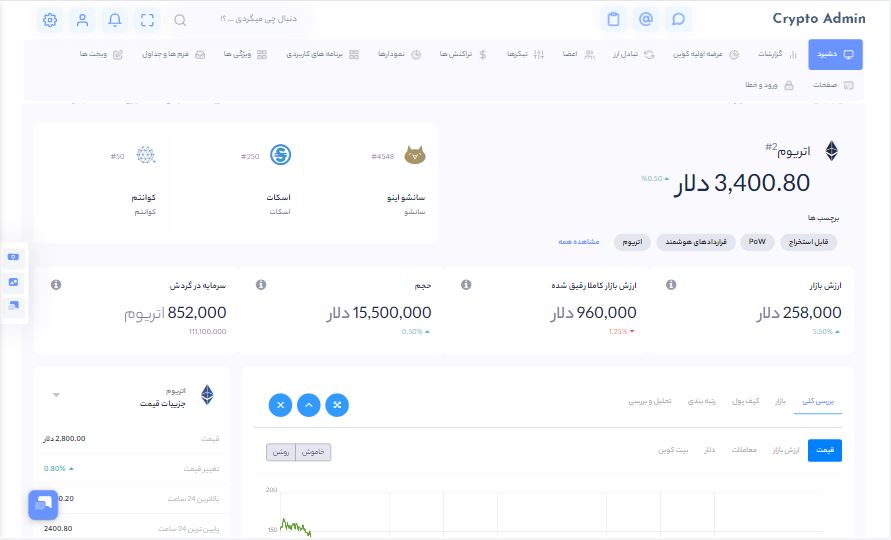 Crypto Admin
دنبال چی میگردی ... ؟!
داشبرد
گزارشات
عرضه اولیه کوین
تبادل ارز
اعضا
تیکرها
تراکنش ها
نمودارها
برنامه های کاربردی
ویژگی ها
فرم ها و جداول
ویجت ها
صفحات
ورود و خطا
اتریوم #2
3,400.80 دلار
%0.50
برچسب ها
قابل استخراج
PoW
قراردادهای هوشمند
اتریوم
مشاهده همه
#4548
سانشو اینو
سانشو
#250
اسکات
اسکات
#50
کوانتم
کوانتم
ارزش بازار
258,000 دلار
5.50%
ارزش بازار کاملا رقیق شده
960,000 دلار
1.25%
حجم
15,500,000 دلار
0.50%
سرمایه در گردش
852,000 اتریوم
111,100,000
بررسی کلی
بازار
کیف پول
رتبه بندی
تحلیل و بررسی
قیمت
ارزش بازار
معاملات
دلار
بیت کوین
خاموش
روشن
200
150
اتریوم
جزییات قیمت
قیمت
2,800.00 دلار
تغییر قیمت
0.80%
بالاترین 24 ساعت
0.20
پایین ترین 24 ساعت
2400.80